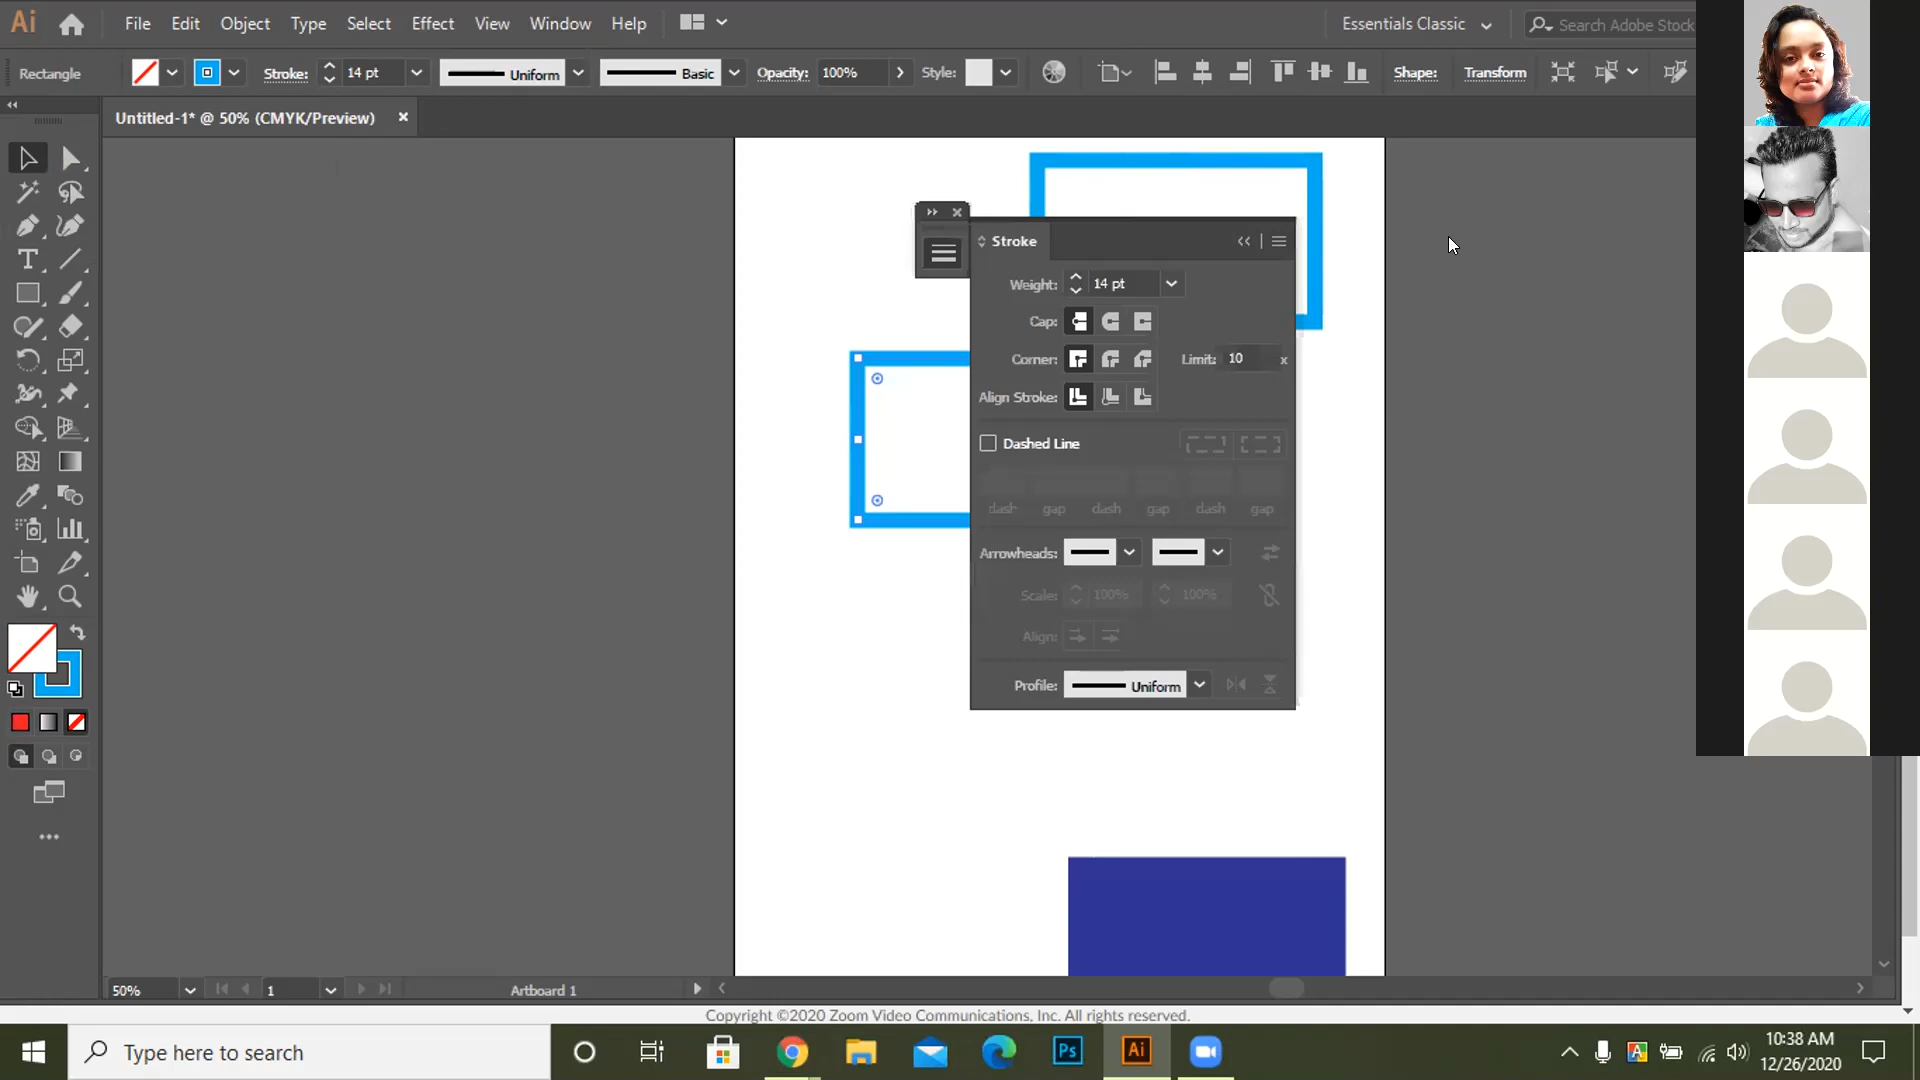 Ai File Edit Object Type Select Effect View Window Help Essentials Classic Search Adobe Stock
Rectangle Stroke: 14 pt Uniform Basic Opacity: 100% Style: Shape: Transform
Untitled-1* @ 50% (CMYK/Preview)
Stroke
Weight: 14 pt
Cap:
Corner: Limit: 10 x
Align Stroke:
Dashed Line
dash gap dash gap dash gap
Arrowheads:
Scale: 100% 100%
Align:
Profile: Uniform
50% 1 Artboard 1
Copyright ©2020 Zoom Video Communications, Inc. All rights reserved.
Type here to search Ps Ai A 10:38 AM
12/26/2020